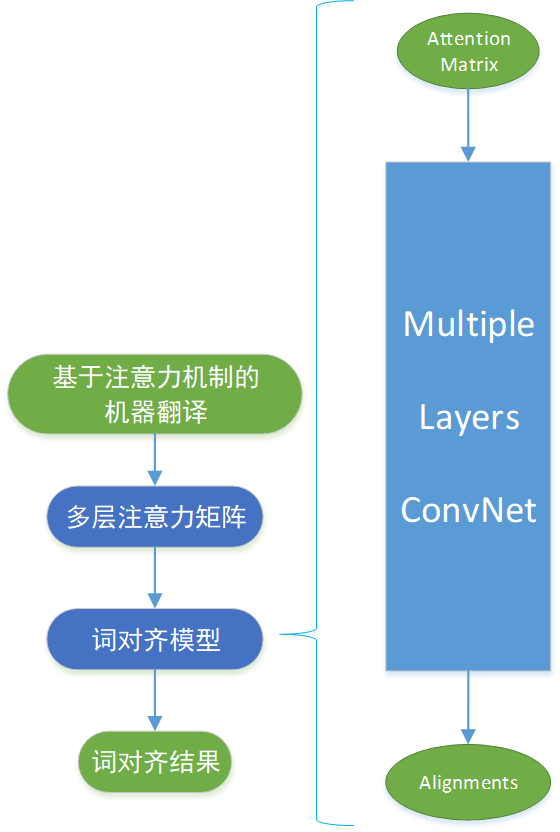 基于注意力机制的
机器翻译
多层注意力矩阵
词对齐模型
词对齐结果
Attention
Matrix
Multiple
Layers
ConvNet
Alignments